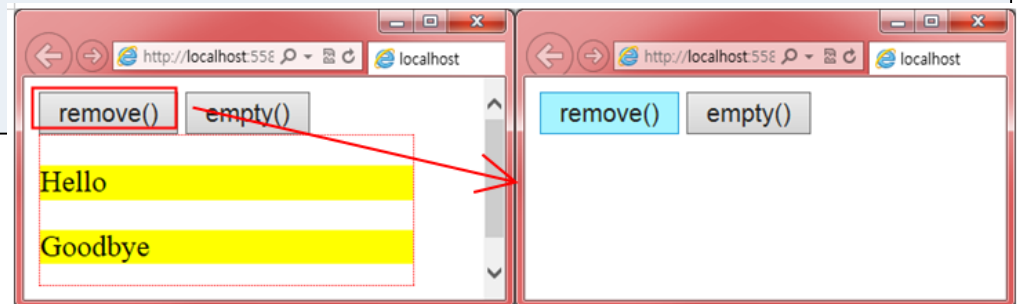 http://localhost:558
localhost
remove()
empty()
Hello
Goodbye
http://localhost:558
localhost
remove()
empty()